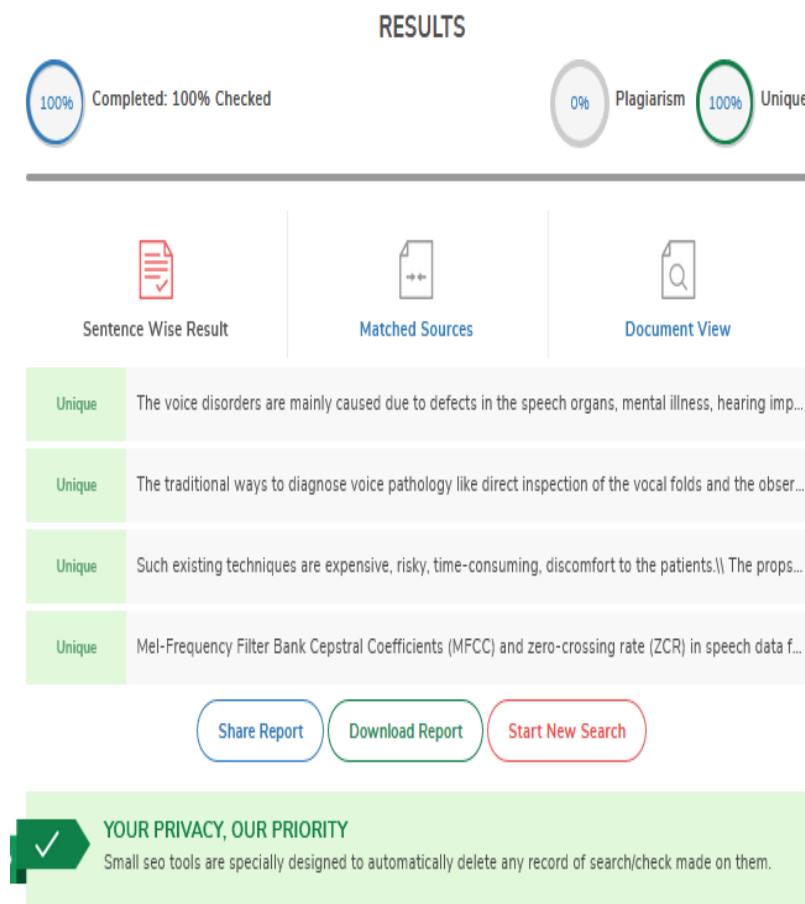 RESULTS
100% Completed: 100% Checked 0% Plagiarism 100% Unique
Sentence Wise Result Matched Sources Document View
Unique The voice disorders are mainly caused due to defects in the speech organs, mental illness, hearing imp...
Unique The traditional ways to diagnose voice pathology like direct inspection of the vocal folds and the obser...
Unique Such existing techniques are expensive, risky, time-consuming, discomfort to the patients.\\ The props...
Unique Mel-Frequency Filter Bank Cepstral Coefficients (MFCC) and zero-crossing rate (ZCR) in speech data f...
Share Report Download Report Start New Search
YOUR PRIVACY, OUR PRIORITY
Small seo tools are specially designed to automatically delete any record of search/check made on them.